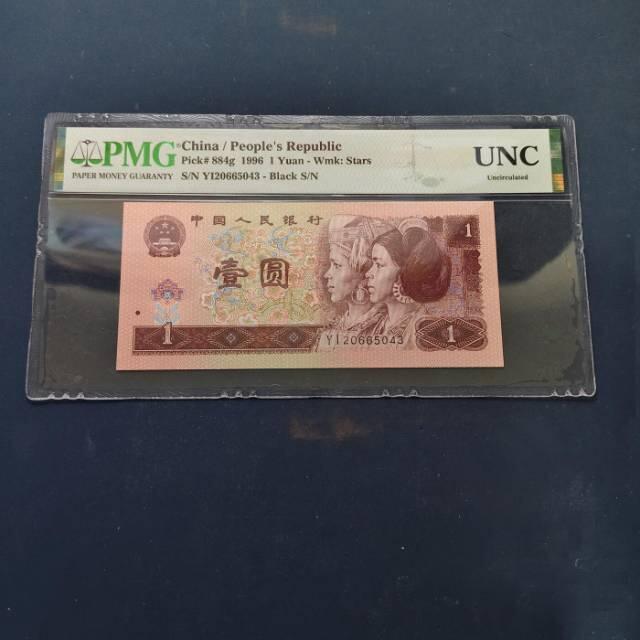 PMG
PAPER MONEY GUARANTY
China / People's Republic
Pick# 884g 1996 1 Yuan - Wmk: Stars
S/N YI20665043 - Black S/N
UNC
Uncirculated
中国人民银行
1
壹圆
1
YI20665043
1